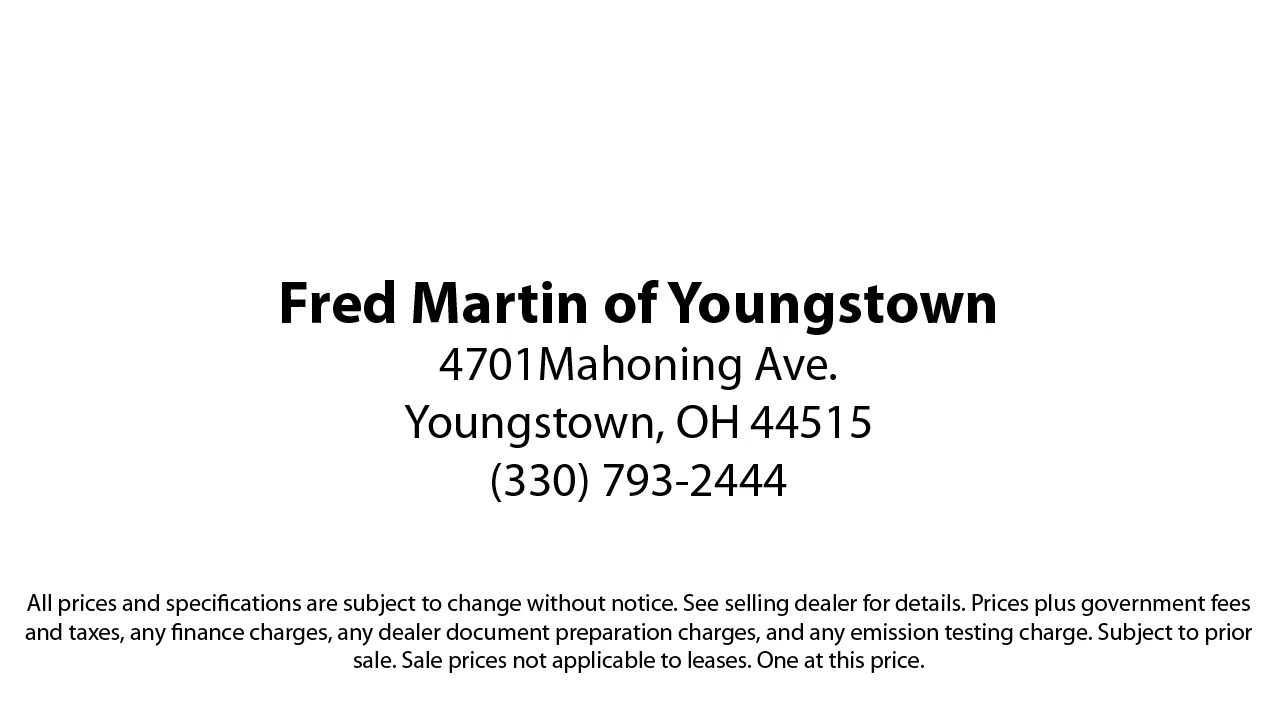 Fred Martin of Youngstown
4701Mahoning Ave.
Youngstown, OH 44515
(330) 793-2444
All prices and specifications are subject to change without notice. See selling dealer for details. Prices plus government fees
and taxes, any finance charges, any dealer document preparation charges, and any emission testing charge. Subject to prior
sale. Sale prices not applicable to leases. One at this price.